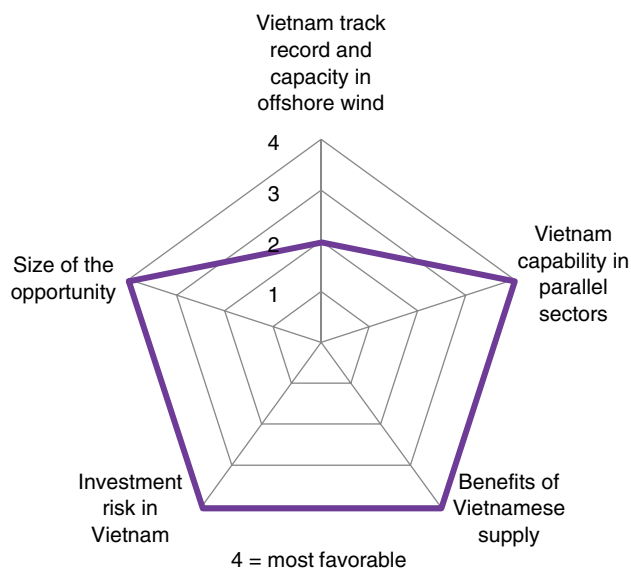 Vietnam track
record and
capacity in
offshore wind
4
3
2
1
Vietnam
capability in
parallel
sectors
Size of the
opportunity
Investment
risk in
Vietnam
Benefits of
Vietnamese
supply
4 = most favorable